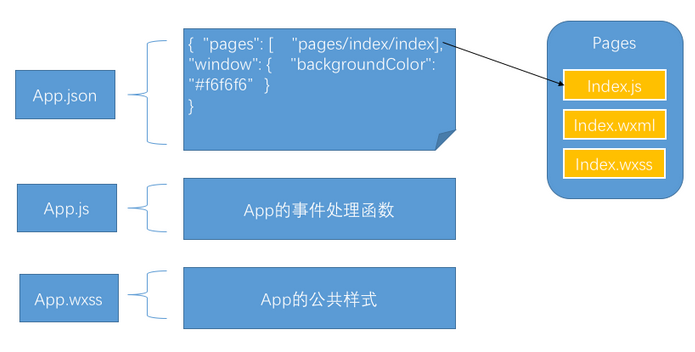 App.json
{  "pages": [    "pages/index/index],
"window": {    "backgroundColor":
"#f6f6f6"   }
}
Pages
Index.js
Index.wxml
Index.wxss
App.js
App的事件处理函数
App.wxss
App的公共样式